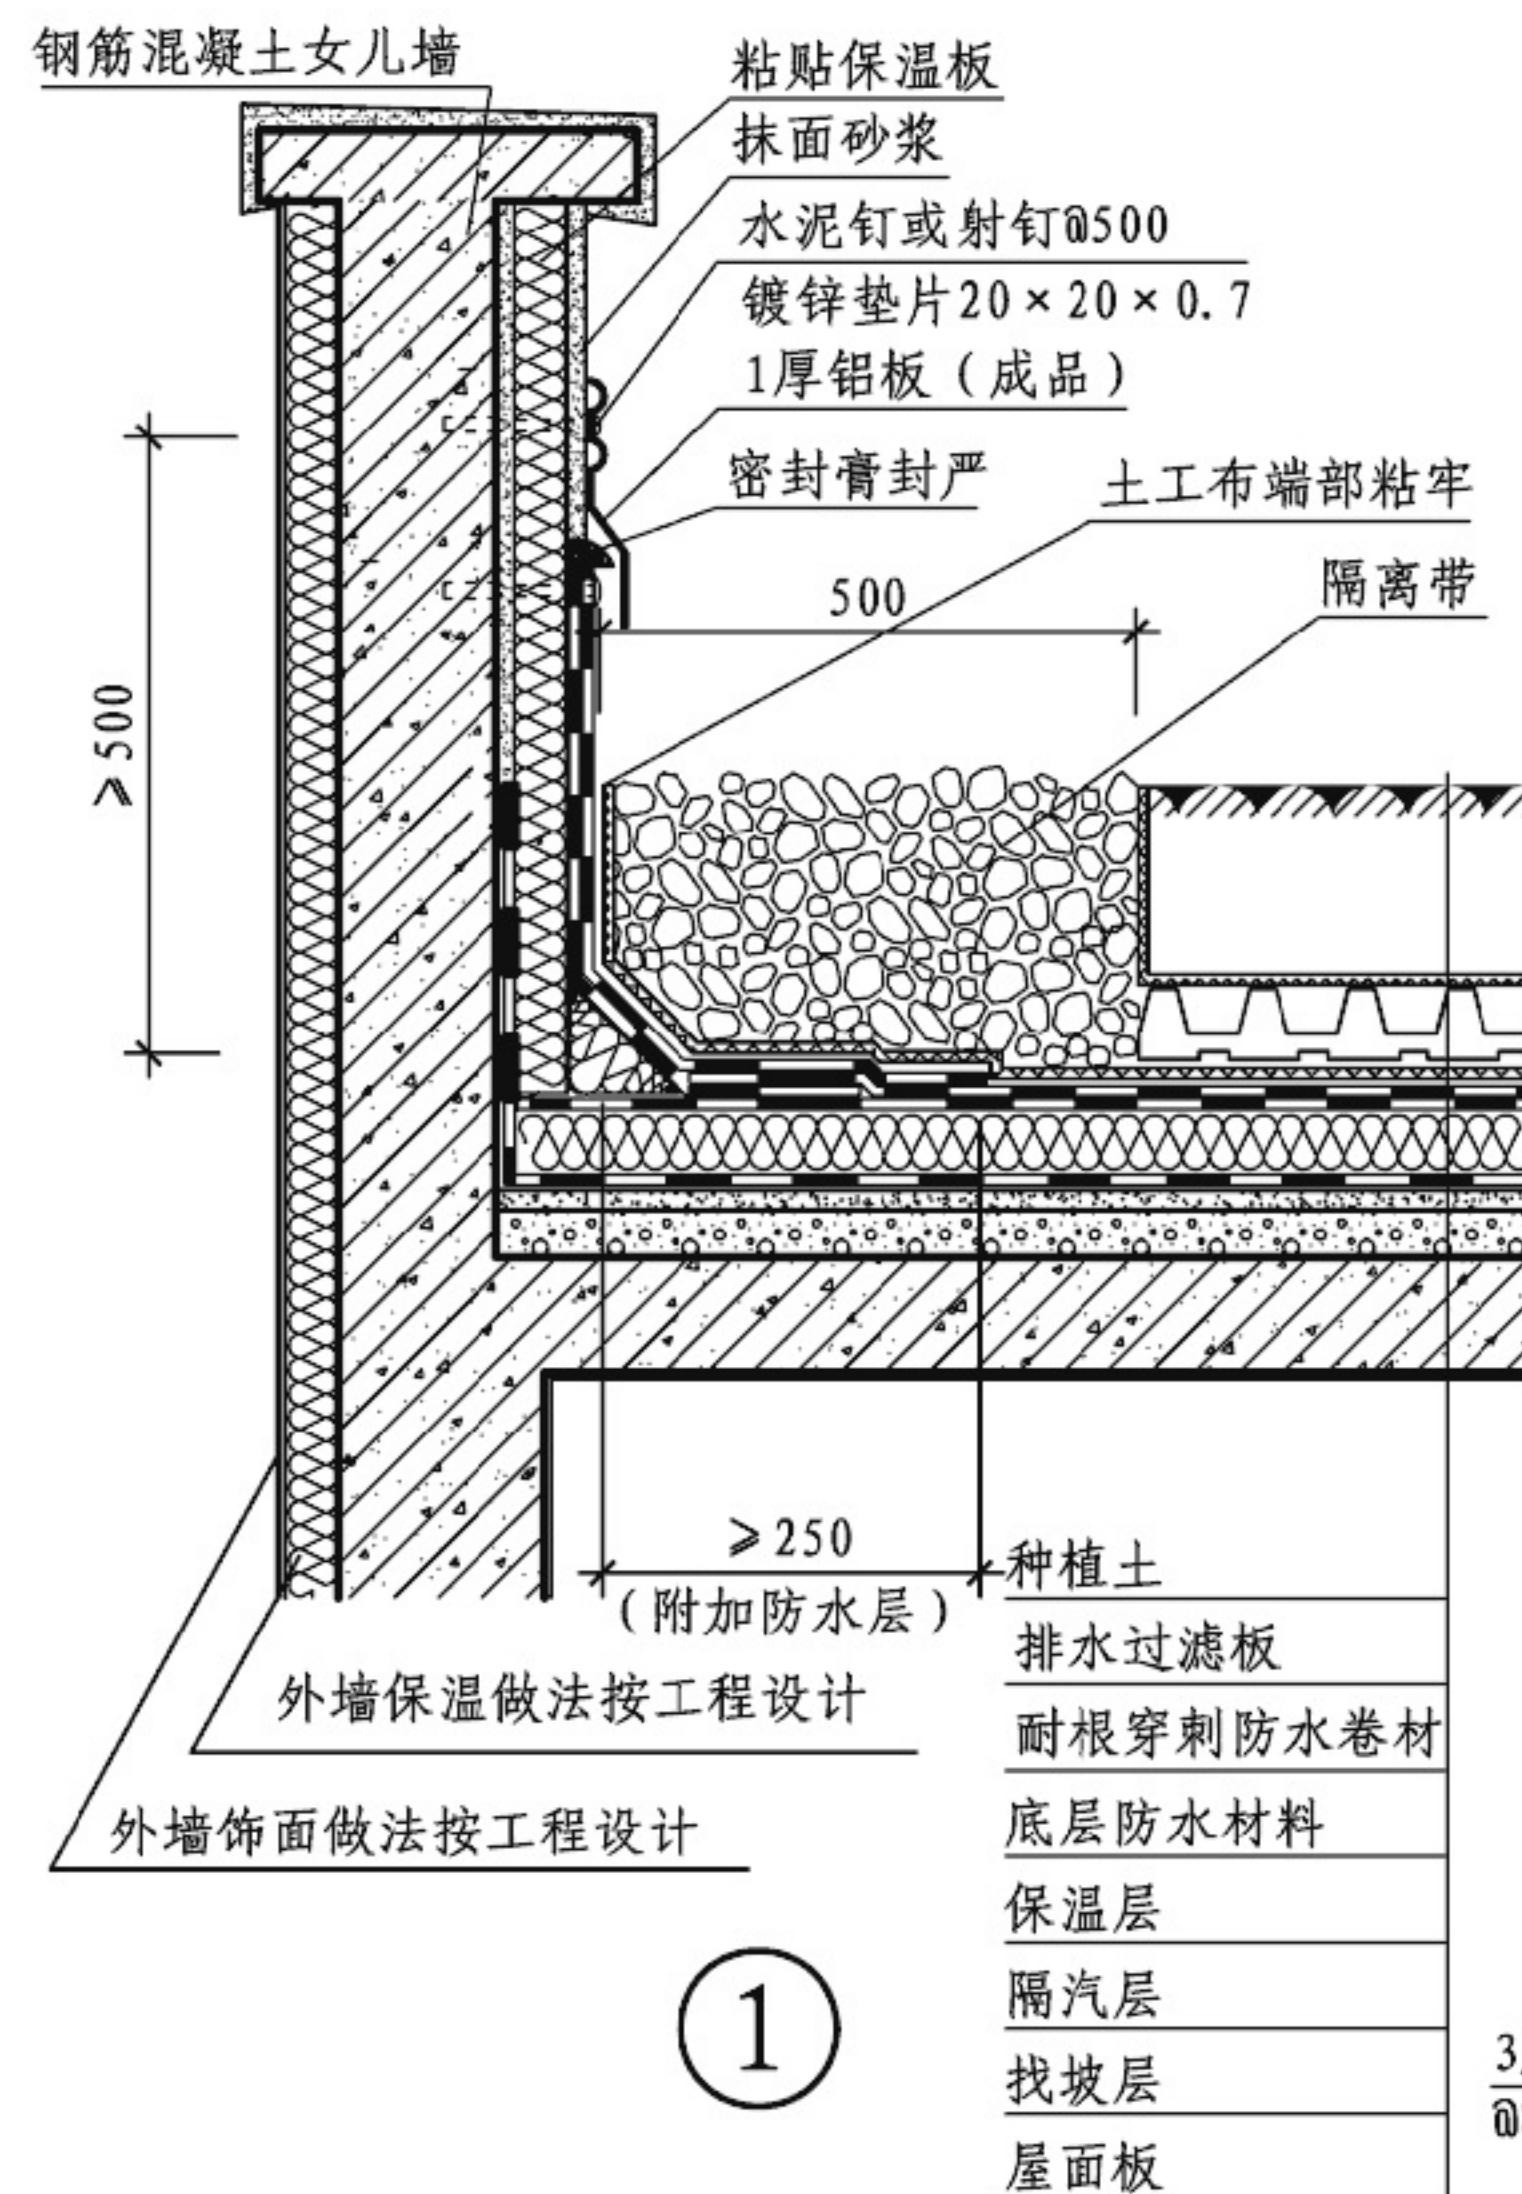 钢筋混凝土女儿墙
粘贴保温板
抹面砂浆
水泥钉或射钉@500
镀锌垫片20×20×0.7
1厚铝板(成品)
密封膏封严
土工布端部粘牢
隔离带
500
≥500
≥250
(附加防水层)
外墙保温做法按工程设计
外墙饰面做法按工程设计
种植土
排水过滤板
耐根穿刺防水卷材
底层防水材料
保温层
隔汽层
找坡层
屋面板
1
3
@